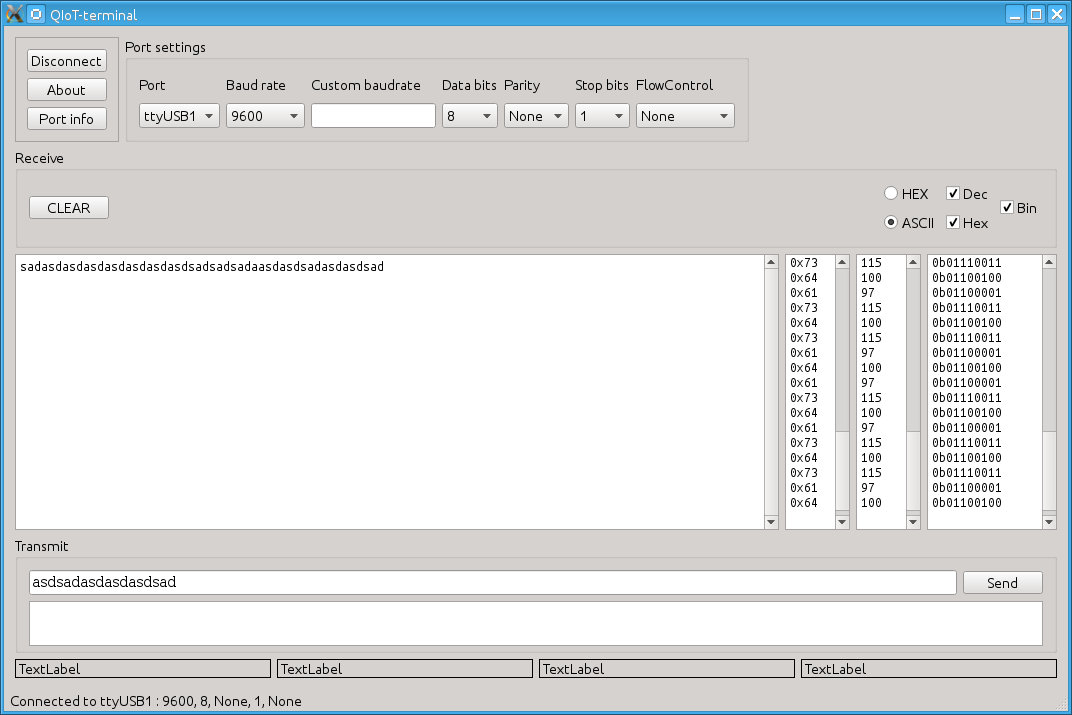 QIoT-terminal
Disconnect
About
Port info
Port settings
Port Baud rate Custom baudrate Data bits Parity Stop bits FlowControl
ttyUSB1 9600 8 None 1 None
Receive
CLEAR
HEX Dec
ASCII Hex
Bin
sadasdasdasdasdasdasdasdsadsadsadaasdasdsadasdasdsad
0x73 115 0b01110011
0x64 100 0b01100100
0x61 97 0b01100001
0x73 115 0b01110011
0x64 100 0b01100100
0x73 115 0b01110011
0x61 97 0b01100001
0x64 100 0b01100100
0x61 97 0b01100001
0x73 115 0b01110011
0x64 100 0b01100100
0x61 97 0b01100001
0x73 115 0b01110011
0x64 100 0b01100100
0x73 115 0b01110011
0x61 97 0b01100001
0x64 100 0b01100100
Transmit
asdsadasdasdasdsad
Send
TextLabel TextLabel TextLabel TextLabel
Connected to ttyUSB1 : 9600, 8, None, 1, None